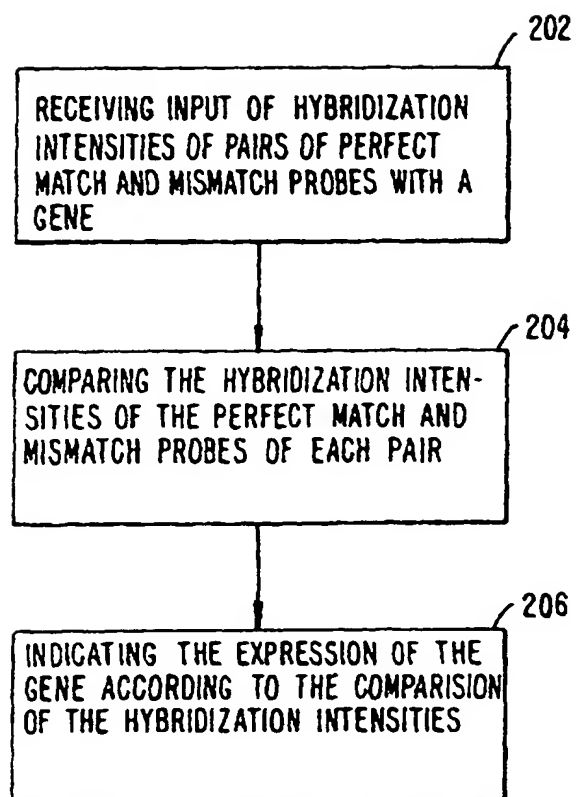 202
RECEIVING INPUT OF HYBRIDIZATION
INTENSITIES OF PAIRS OF PERFECT
MATCH AND MISMATCH PROBES WITH A
GENE
204
COMPARING THE HYBRIDIZATION INTEN-
SITIES OF THE PERFECT MATCH AND
MISMATCH PROBES OF EACH PAIR
206
INDICATING THE EXPRESSION OF THE
GENE ACCORDING TO THE COMPARISION
OF THE HYBRIDIZATION INTENSITIES